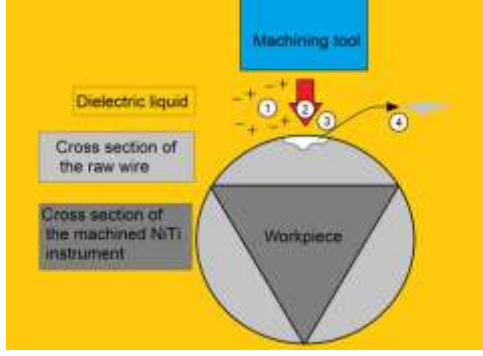 Machining tool
Dielectric liquid
1
2
3
4
Cross section of
the raw wire
Cross section of
the machined NiTi
instrument
Workpiece